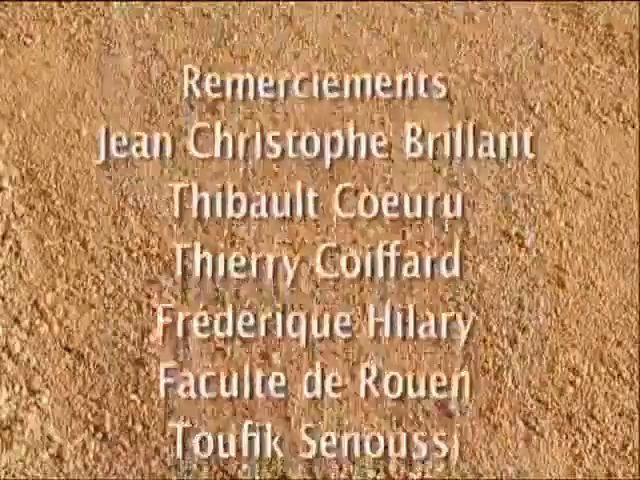 Remerciements
Jean Christophe Brillant
Thibault Coeuru
Thierry Coiffard
Frederique Hilary
Faculte de Rouen
Toufik Senoussi